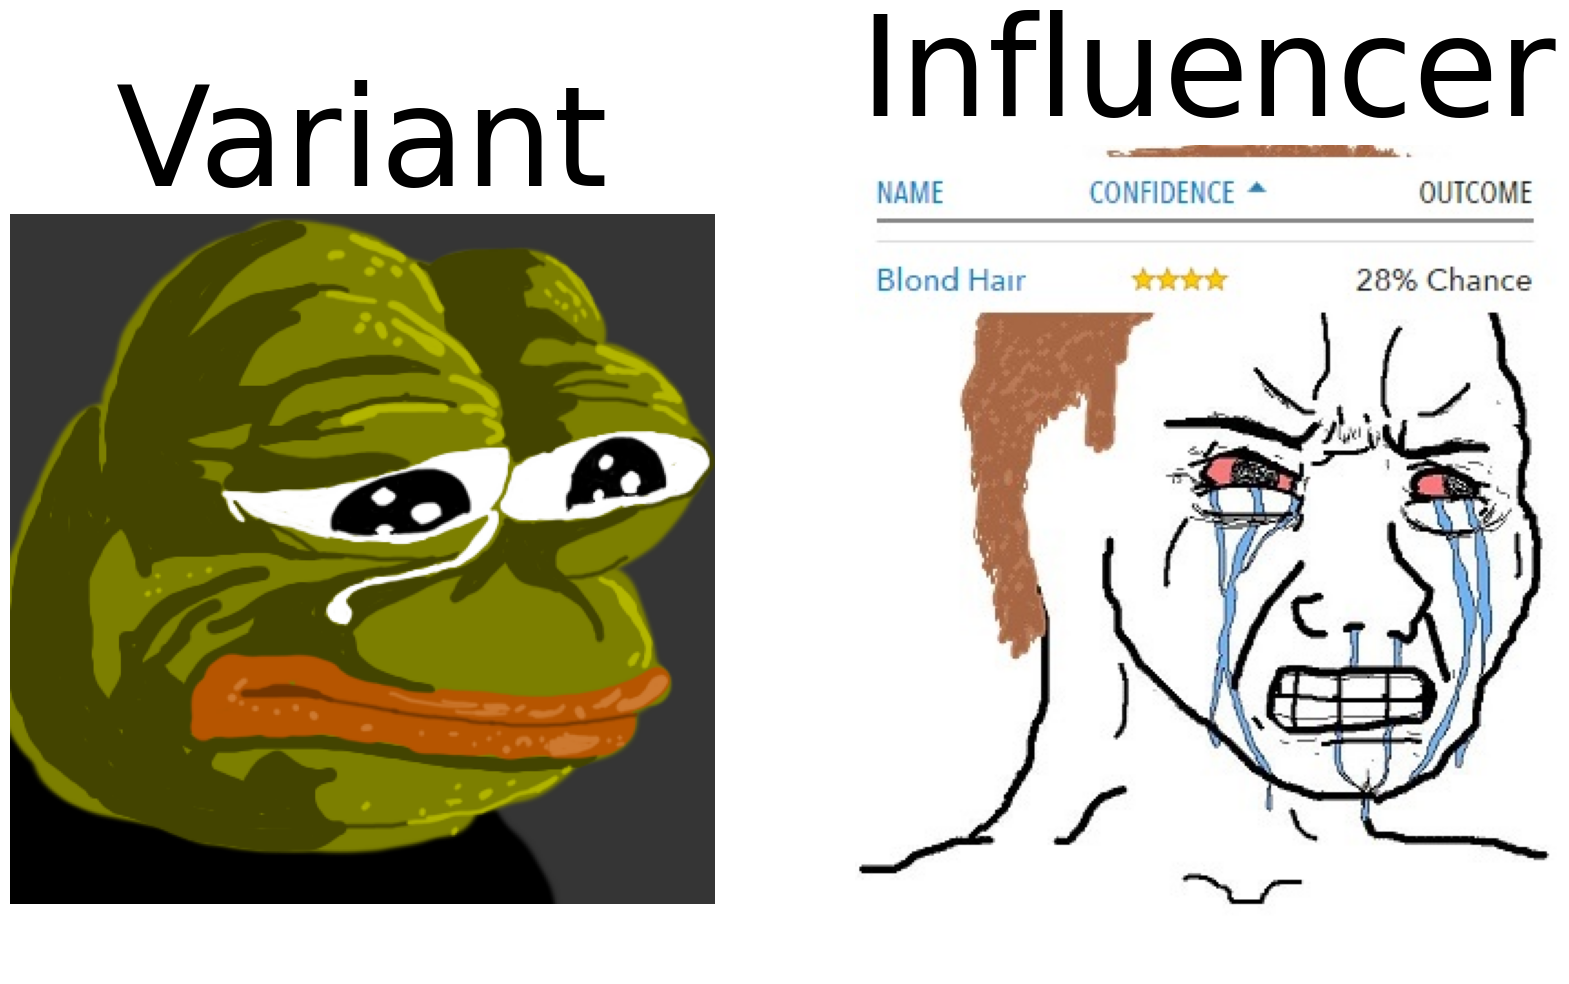 Variant
Influencer
NAME CONFIDENCE ▲ OUTCOME
Blond Hair ★★★★ 28% Chance